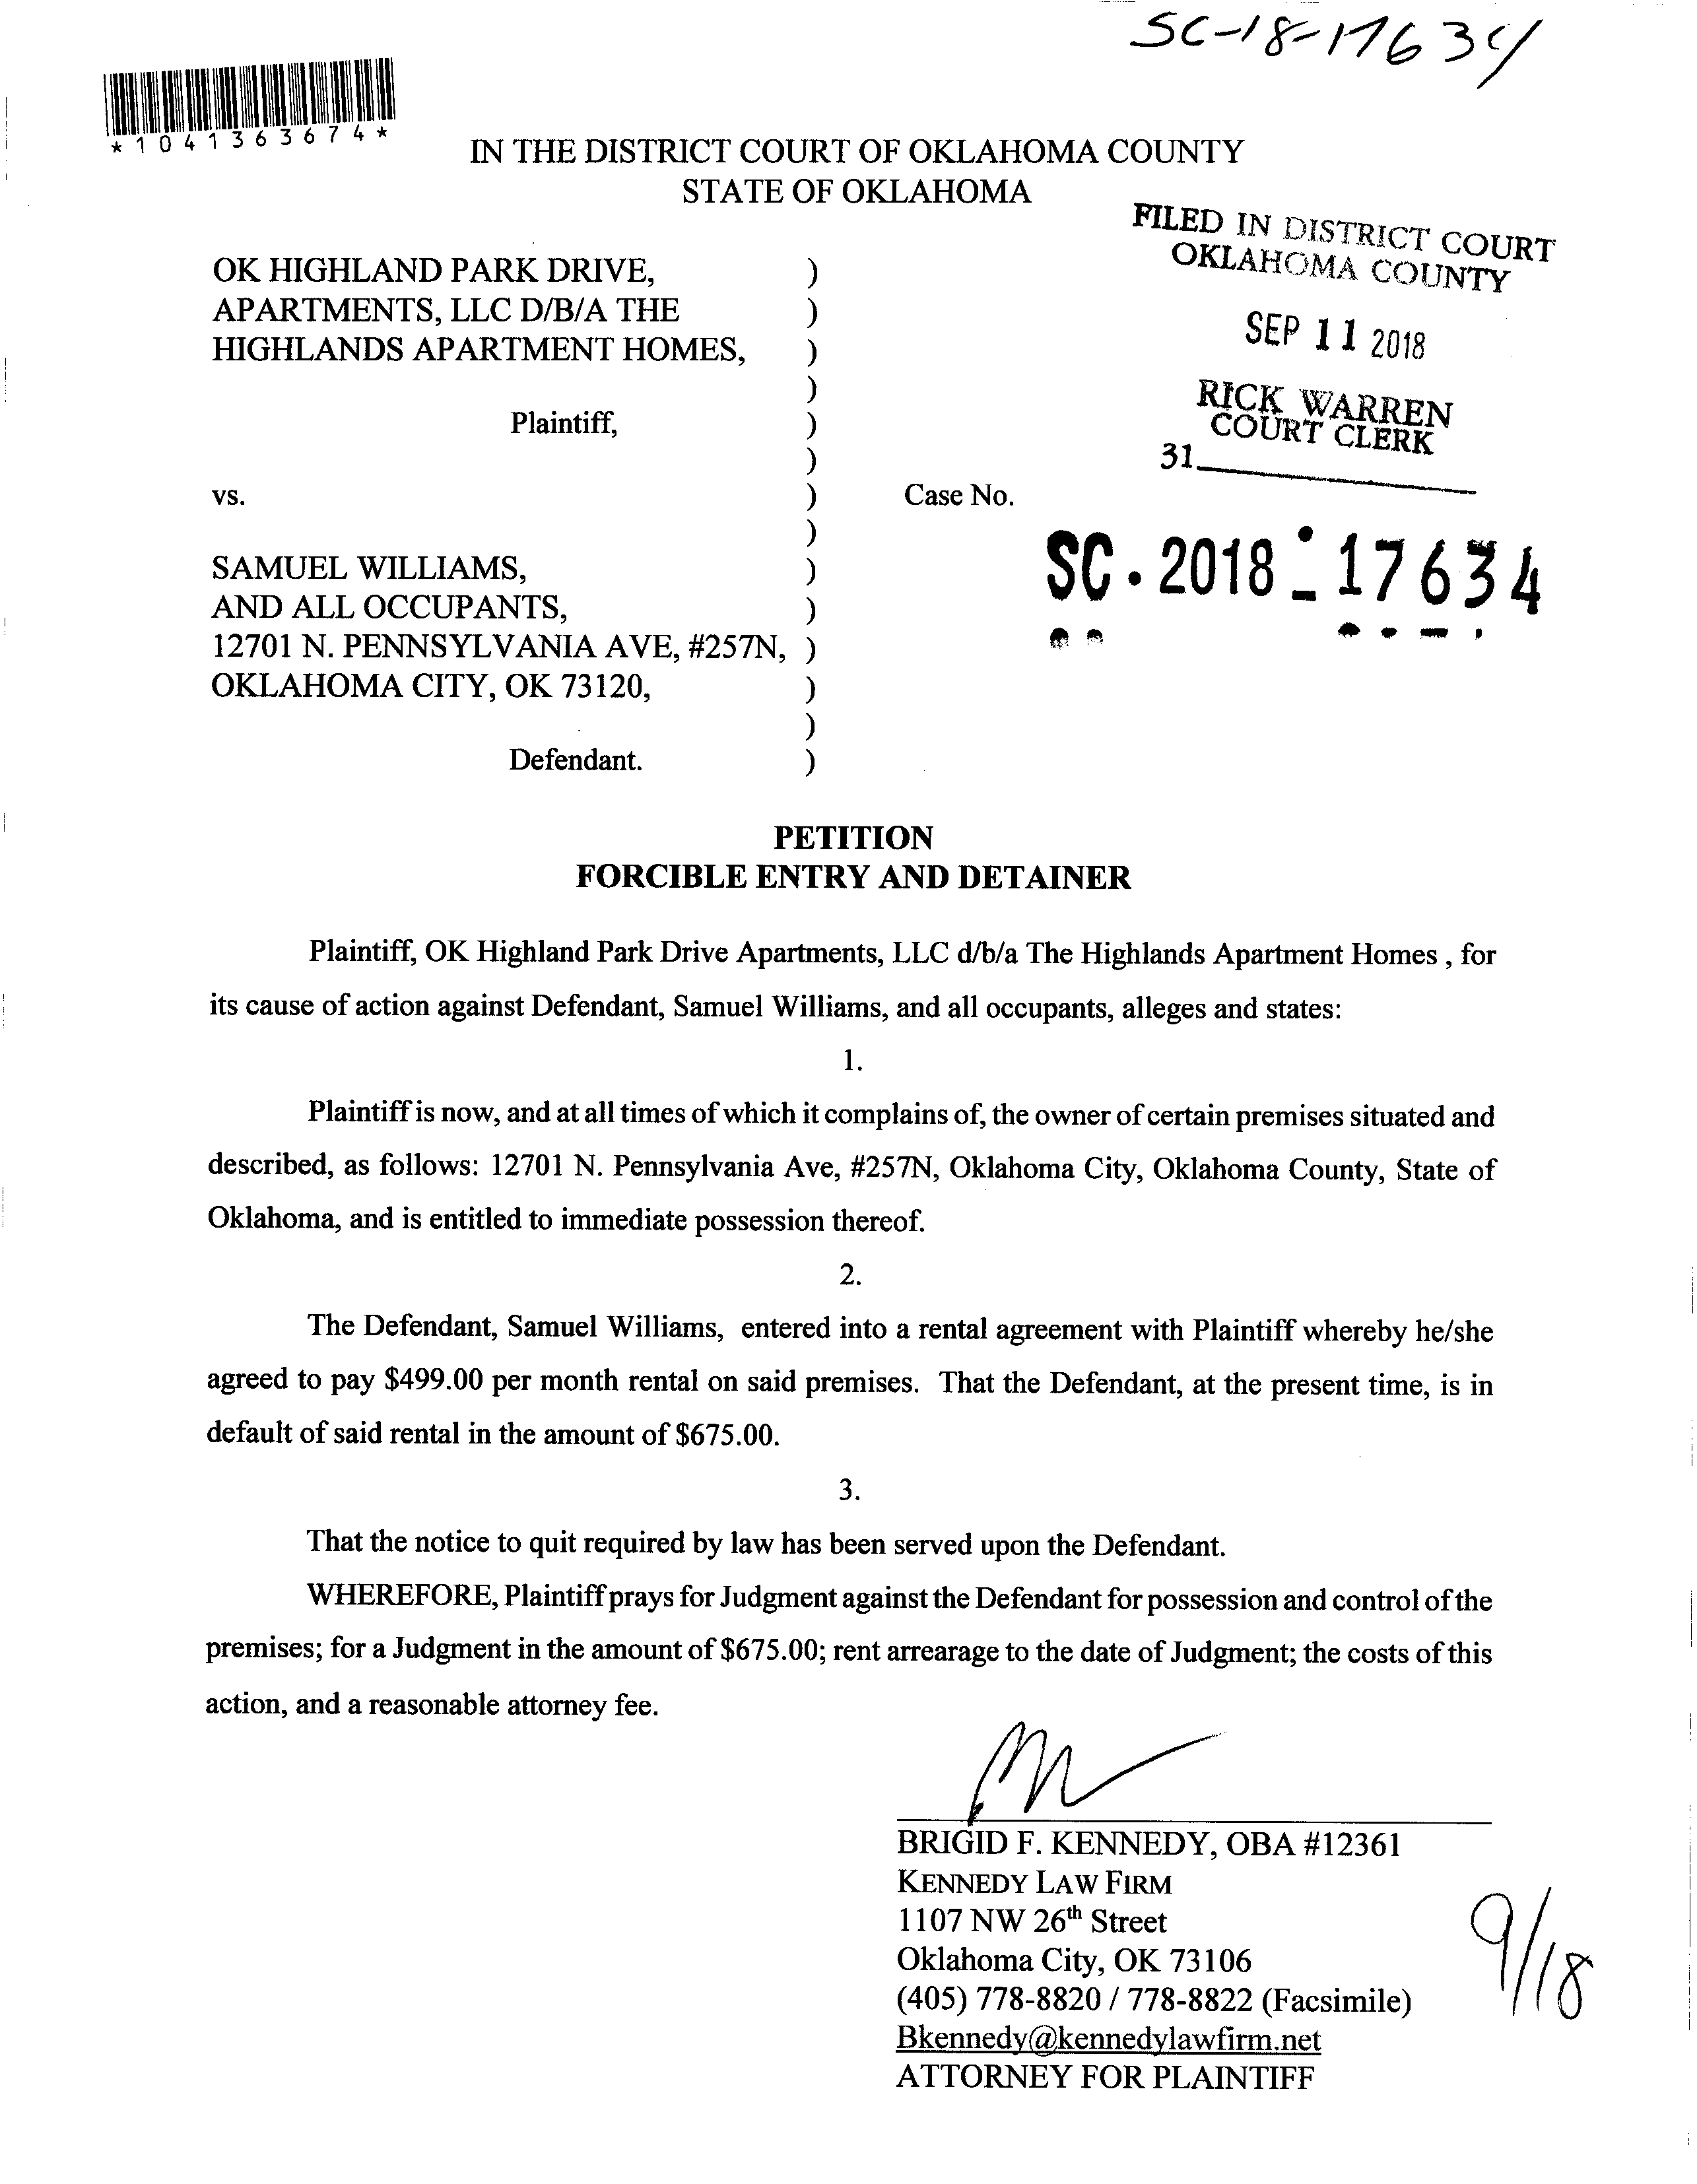 SC-18-17634
*1041363674*
IN THE DISTRICT COURT OF OKLAHOMA COUNTY
STATE OF OKLAHOMA
FILED IN DISTRICT COURT
OKLAHOMA COUNTY
SEP 11 2018
RICK WARREN
COURT CLERK
31
OK HIGHLAND PARK DRIVE, )
APARTMENTS, LLC D/B/A THE )
HIGHLANDS APARTMENT HOMES, )
)
Plaintiff, )
)
vs. ) Case No.
)
SC-2018-17634
SAMUEL WILLIAMS, )
AND ALL OCCUPANTS, )
12701 N. PENNSYLVANIA AVE, #257N, )
OKLAHOMA CITY, OK 73120, )
)
Defendant. )
PETITION
FORCIBLE ENTRY AND DETAINER
Plaintiff, OK Highland Park Drive Apartments, LLC d/b/a The Highlands Apartment Homes , for
its cause of action against Defendant, Samuel Williams, and all occupants, alleges and states:
1.
Plaintiff is now, and at all times of which it complains of, the owner of certain premises situated and
described, as follows: 12701 N. Pennsylvania Ave, #257N, Oklahoma City, Oklahoma County, State of
Oklahoma, and is entitled to immediate possession thereof.
2.
The Defendant, Samuel Williams, entered into a rental agreement with Plaintiff whereby he/she
agreed to pay $499.00 per month rental on said premises. That the Defendant, at the present time, is in
default of said rental in the amount of $675.00.
3.
That the notice to quit required by law has been served upon the Defendant.
WHEREFORE, Plaintiff prays for Judgment against the Defendant for possession and control of the
premises; for a Judgment in the amount of $675.00; rent arrearage to the date of Judgment; the costs of this
action, and a reasonable attorney fee.
BRIGID F. KENNEDY, OBA #12361
KENNEDY LAW FIRM
1107 NW 26th Street
Oklahoma City, OK 73106
(405) 778-8820 / 778-8822 (Facsimile)
Bkennedy@kennedylawfirm.net
ATTORNEY FOR PLAINTIFF
9/18